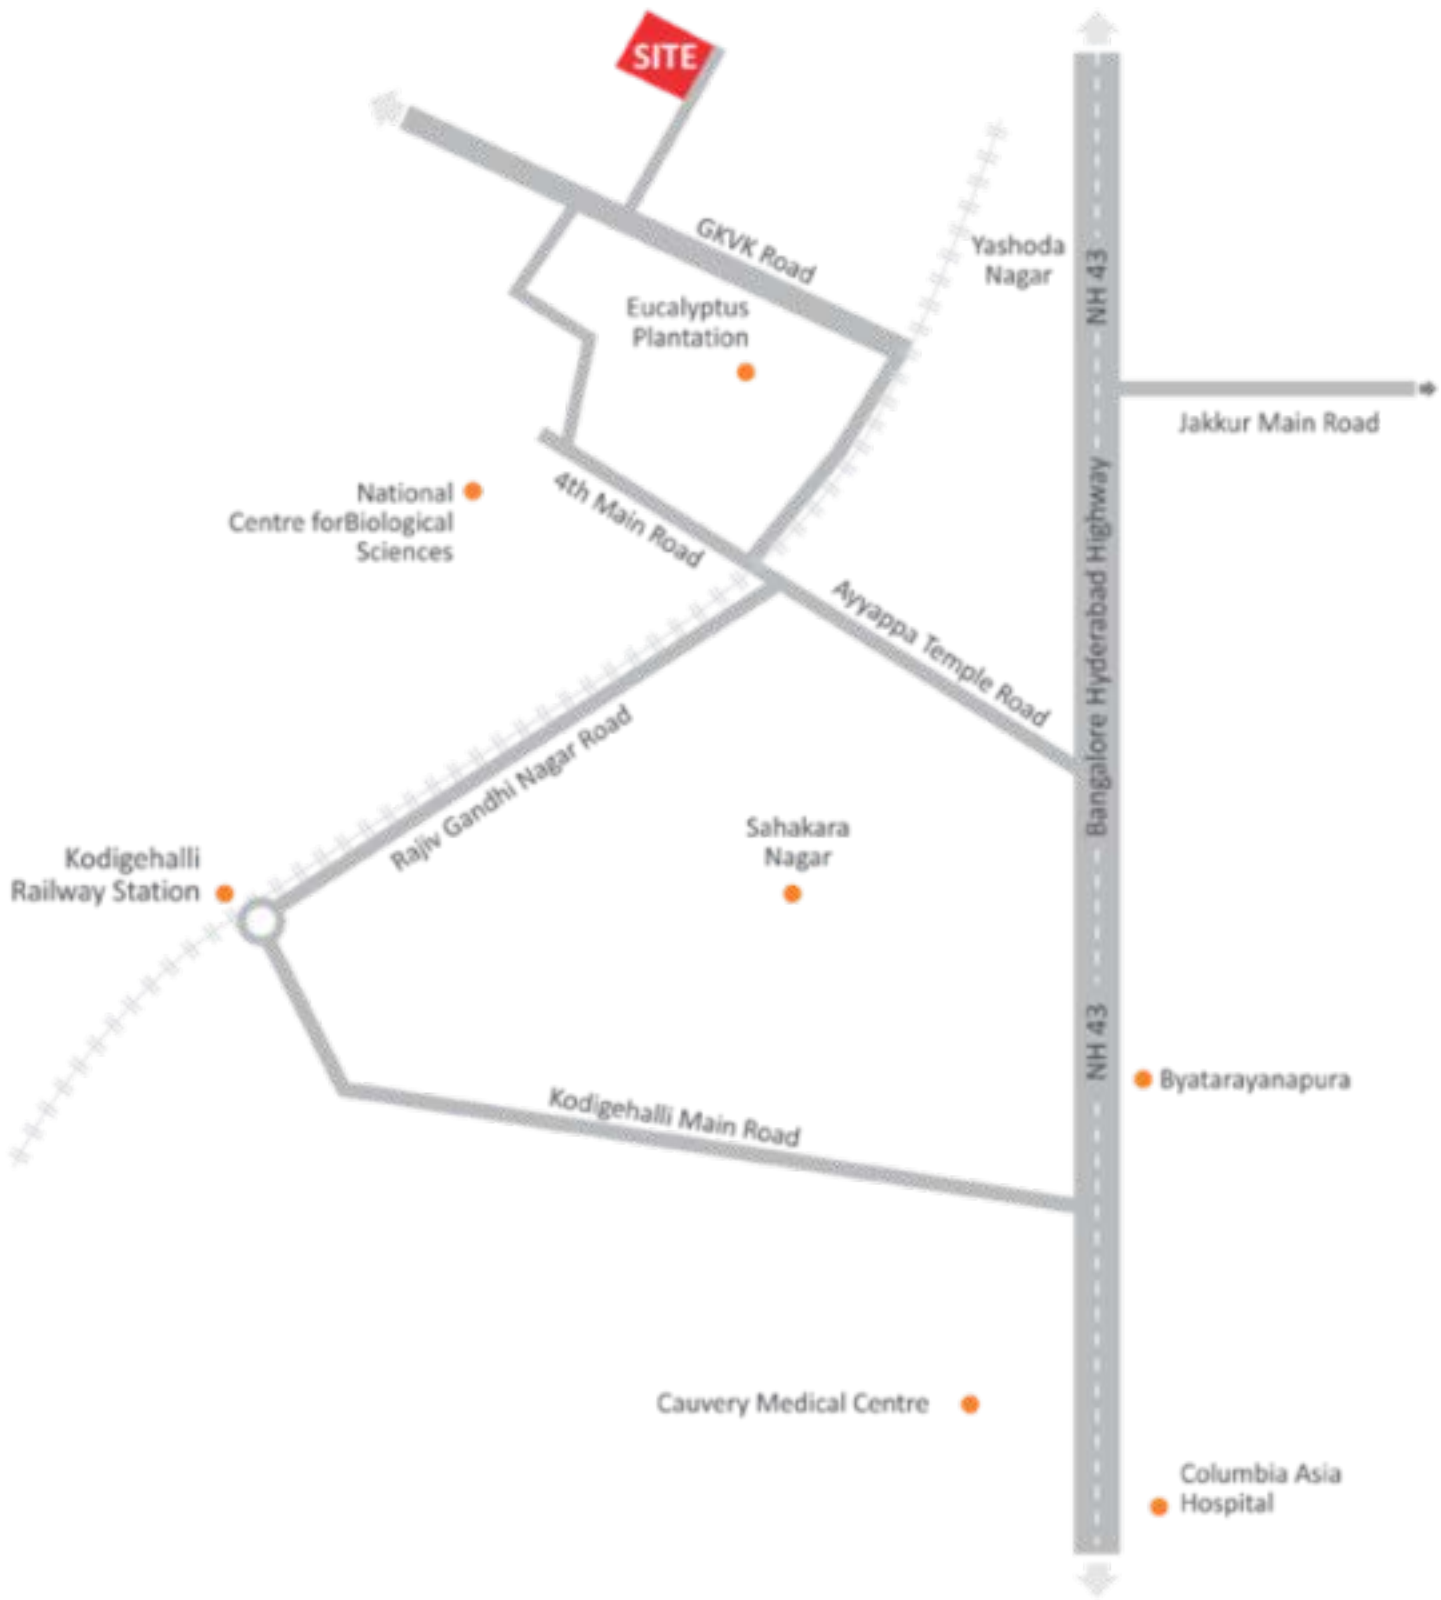 SITE
GKVK Road
Yashoda
Nagar
NH 43
Eucalyptus
Plantation
Jakkur Main Road
National
Centre forBiological
Sciences
4th Main Road
Ayyappa Temple Road
Bangalore Hyderabad Highway
Rajiv Gandhi Nagar Road
Sahakara
Nagar
Kodigehalli
Railway Station
NH 43
Byatarayanapura
Kodigehalli Main Road
Cauvery Medical Centre
Columbia Asia
Hospital